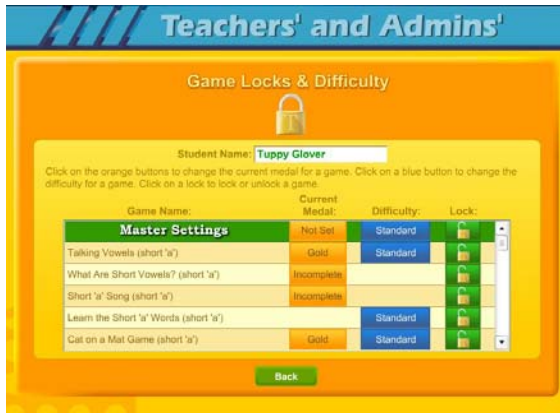 Teachers' and Admins'
Game Locks & Difficulty
T
Student Name: Tuppy Glover
Click on the orange buttons to change the current medal for a game. Click on a blue button to change the
difficulty for a game. Click on a lock to lock or unlock a game.
Game Name: Current Medal: Difficulty: Lock:
Master Settings Not Set Standard
Talking Vowels (short 'a') Gold Standard
What Are Short Vowels? (short 'a') Incomplete
Short 'a' Song (short 'a') Incomplete
Learn the Short 'a' Words (short 'a') Standard
Cat on a Mat Game (short 'a') Gold Standard
Back